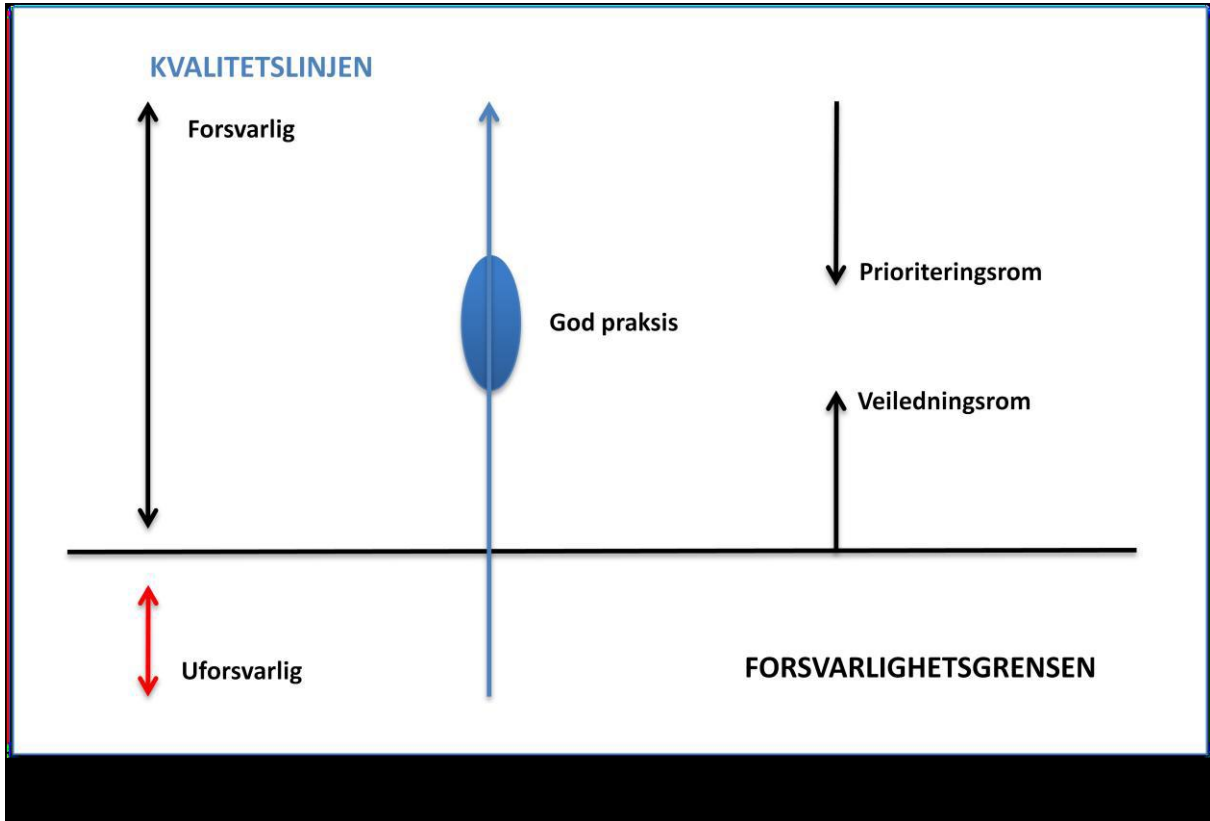 KVALITETSLINJEN
Forsvarlig
Prioriteringsrom
God praksis
Veiledningsrom
Uforsvarlig
FORSVARLIGHETSGRENSEN